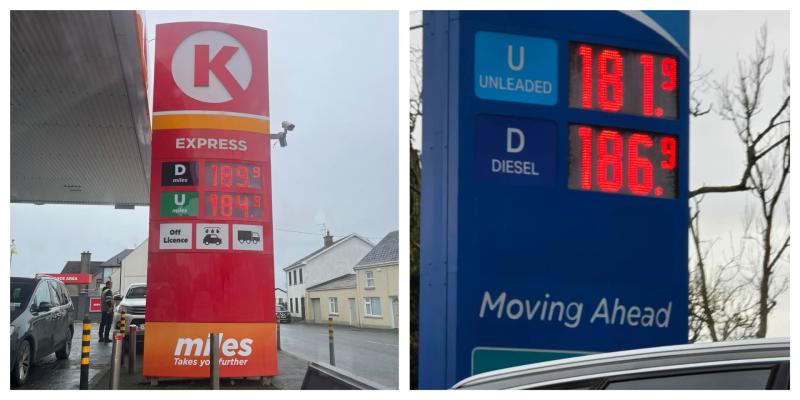 K
EXPRESS
D
miles
189.9
U
miles
184.9
Off
Licence
miles
Takes you further
U
UNLEADED
181.9
D
DIESEL
186.9
Moving Ahead